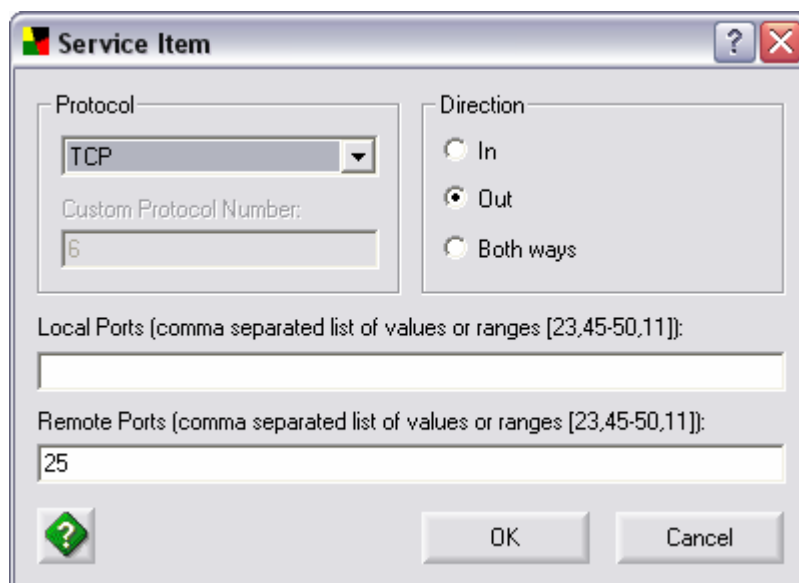 Service Item
?
Protocol
TCP
Custom Protocol Number:
6
Direction
In
Out
Both ways
Local Ports (comma separated list of values or ranges [23,45-50,11]):
Remote Ports (comma separated list of values or ranges [23,45-50,11]):
25
?
OK
Cancel